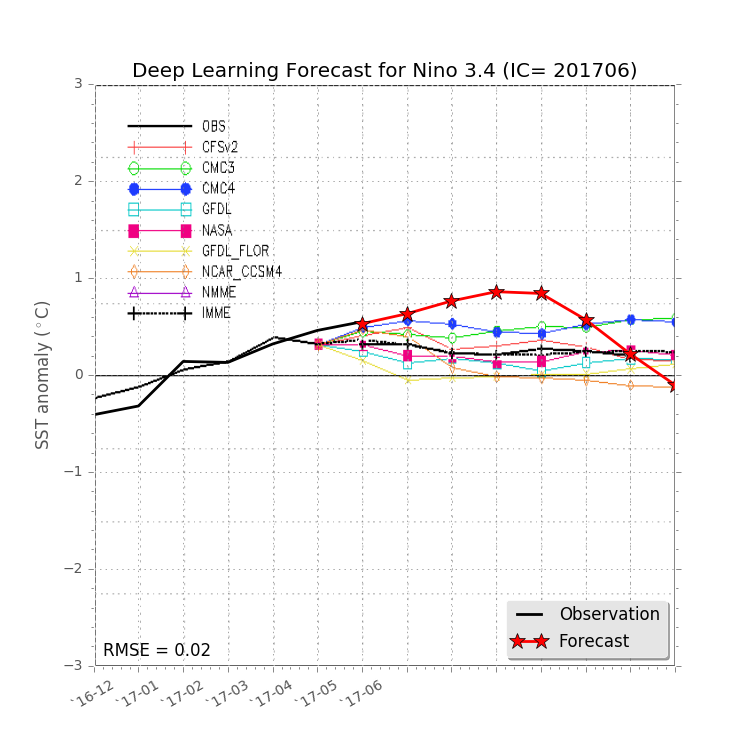 Deep Learning Forecast for Nino 3.4 (IC= 201706)
3
2
1
0
−1
−2
−3
SST anomaly (°C)
OBS
CFSv2
CMC3
CMC4
GFDL
NASA
GFDL_FLOR
NCAR_CCSM4
NMME
IMME
Observation
Forecast
RMSE = 0.02
`16-12
`17-01
`17-02
`17-03
`17-04
`17-05
`17-06